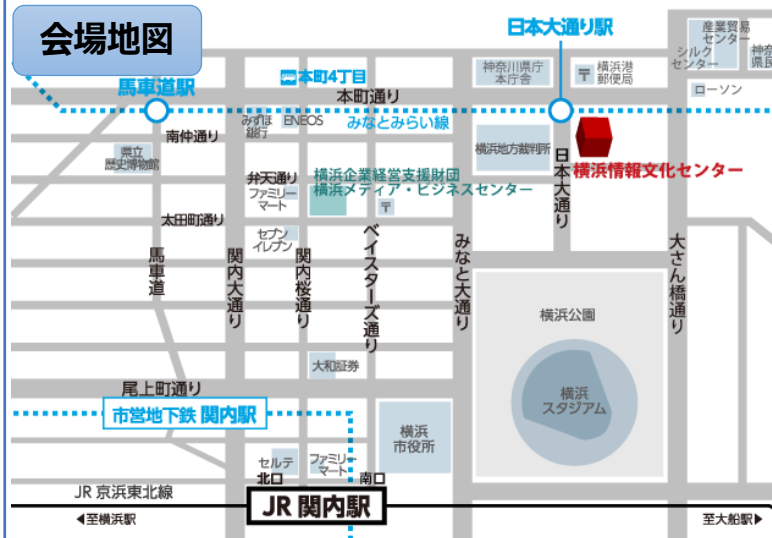 会場地図
日本大通り駅
産業貿易
センター
シルク
センター
神奈
県民
神奈川県庁
本庁舎
〒
横浜港
郵便局
ローソン
馬車道駅
本町4丁目
本町通り
みずほ
銀行
ENEOS
みなとみらい線
南仲通り
県立
歴史博物館
横浜地方裁判所
日本大通り
横浜情報文化センター
弁天通り
ファミリー
マート
横浜企業経営支援財団
横浜メディア・ビジネスセンター
〒
太田町通り
セブン
イレブン
馬車道
関内大通り
関内桜通り
ベイスターズ通り
みなと大通り
大さん橋通り
横浜公園
大和証券
尾上町通り
横浜
スタジアム
市営地下鉄 関内駅
横浜
市役所
セルテ
ファミリー
マート
北口
南口
JR 京浜東北線
JR 関内駅
◀至横浜駅
至大船駅▶